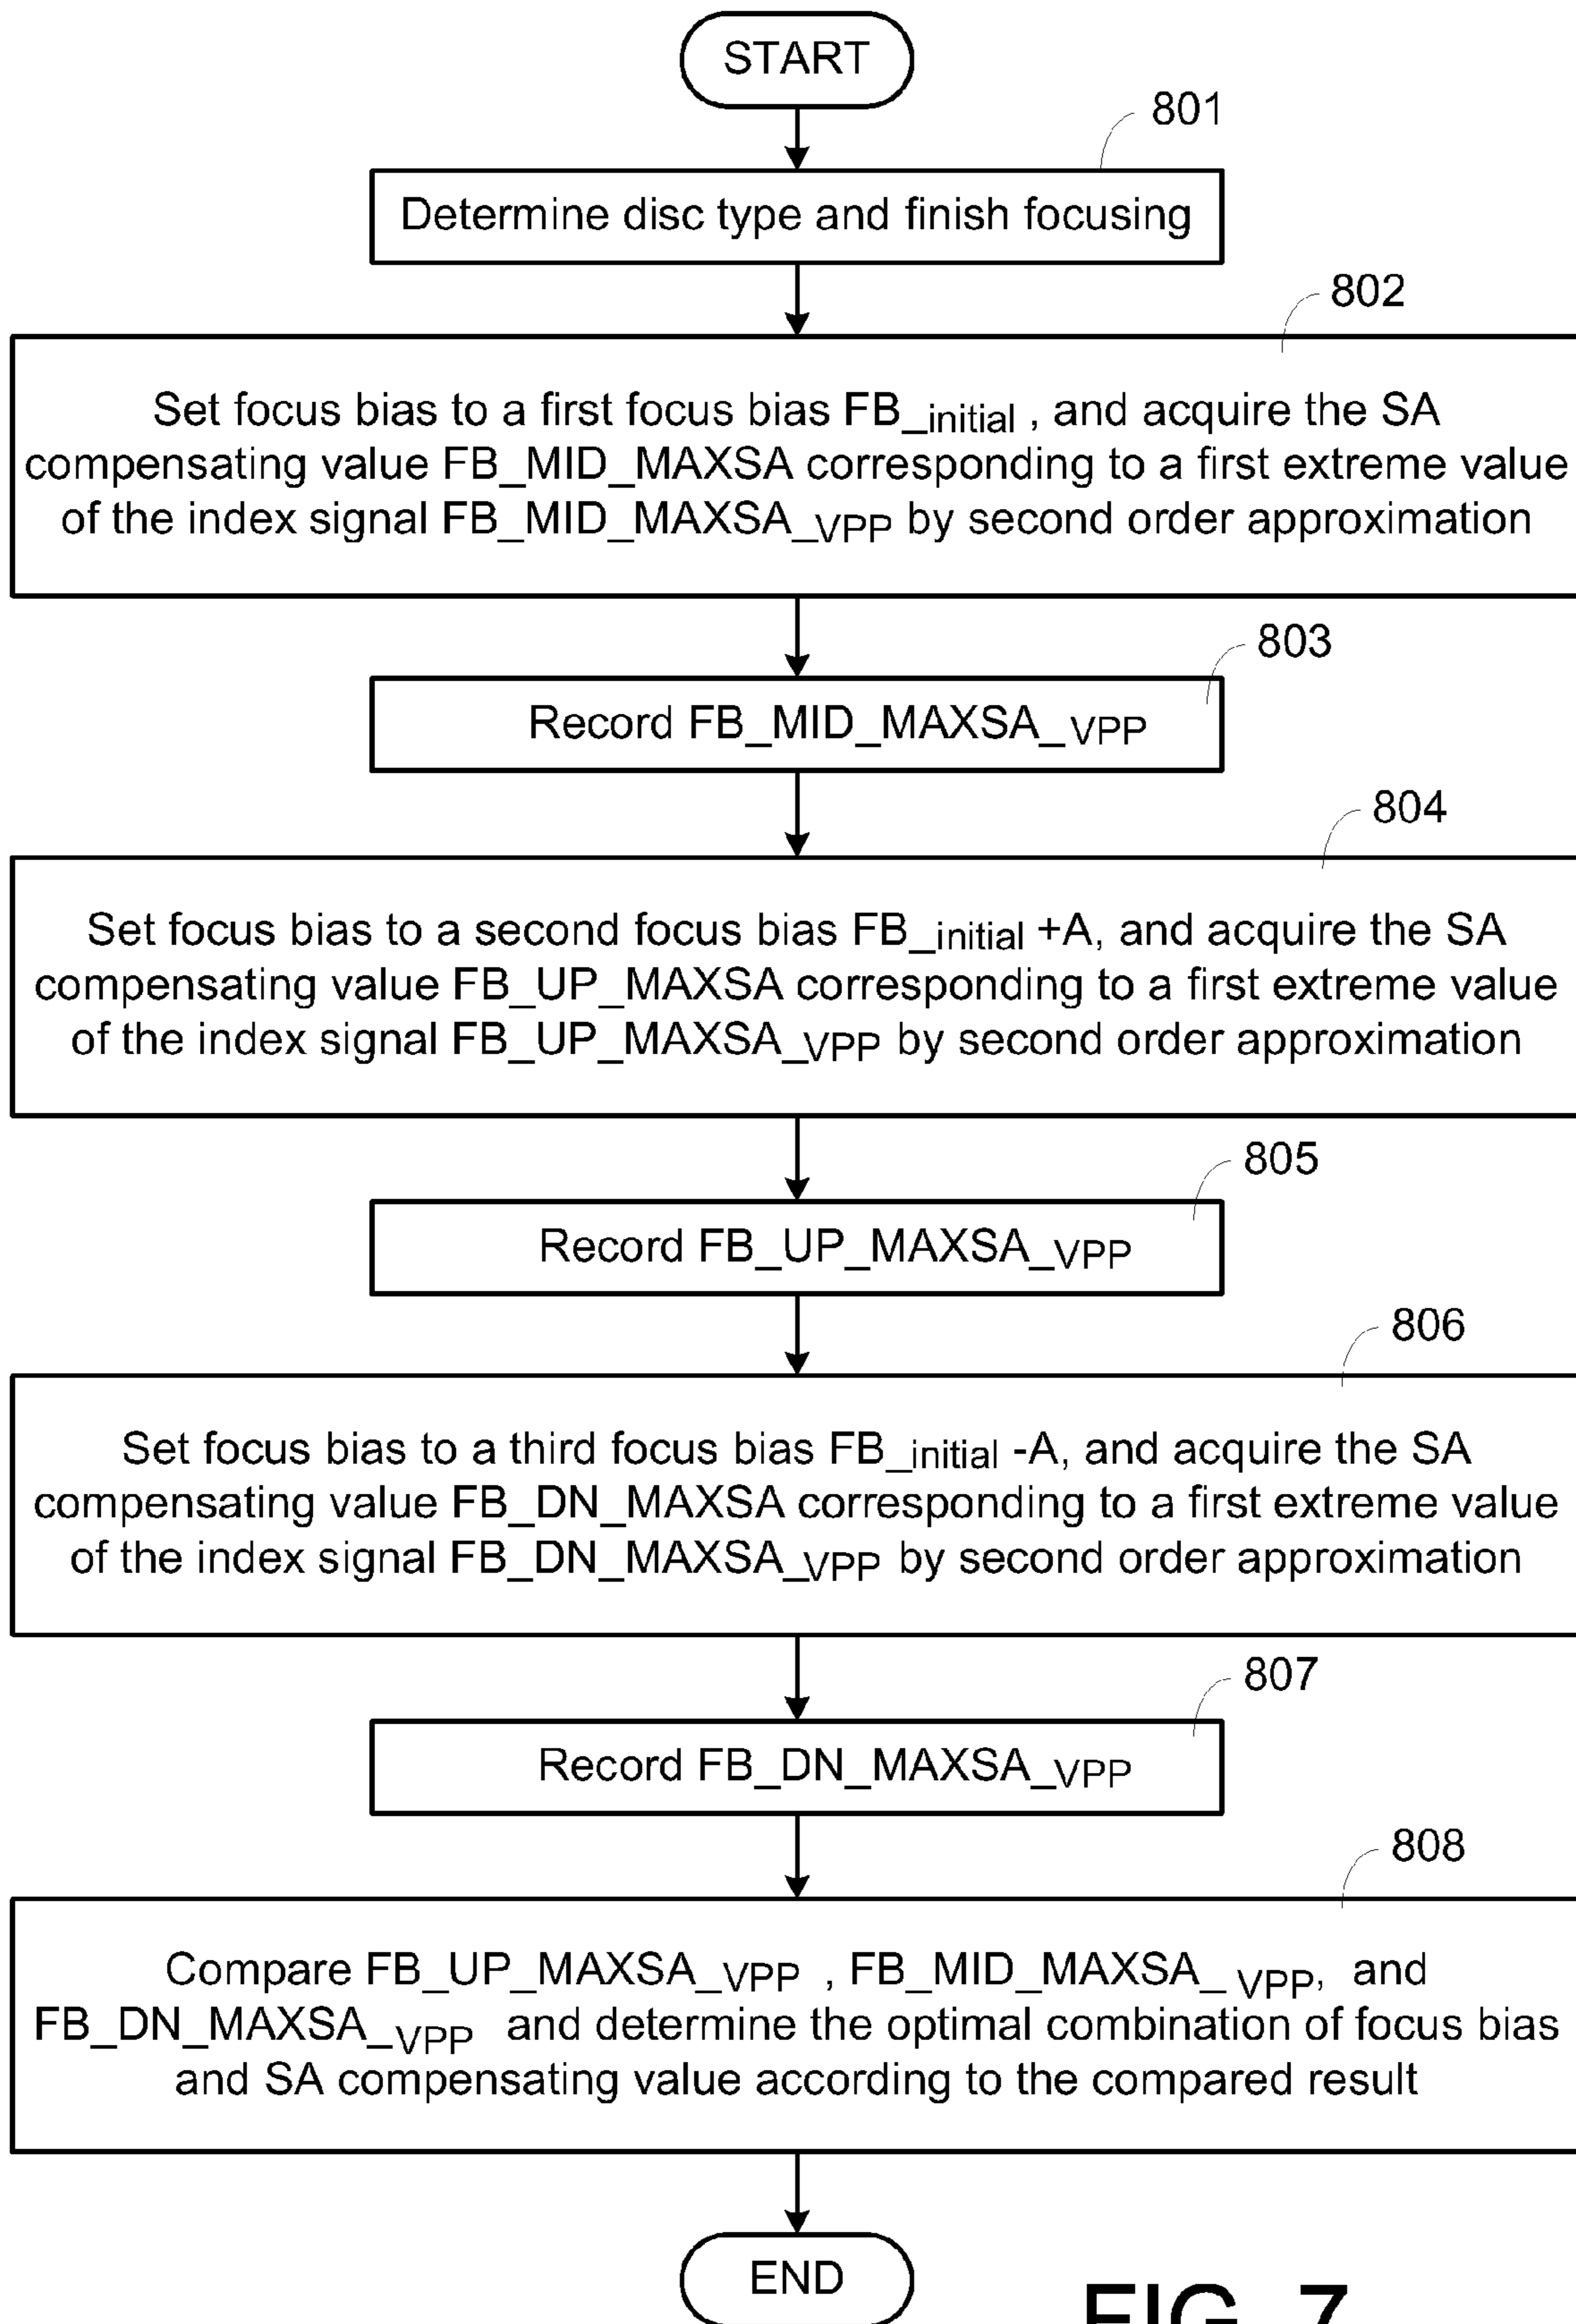 START
801
Determine disc type and finish focusing
802
Set focus bias to a first focus bias FB_initial , and acquire the SA
compensating value FB_MID_MAXSA corresponding to a first extreme value
of the index signal FB_MID_MAXSA_VPP by second order approximation
803
Record FB_MID_MAXSA_VPP
804
Set focus bias to a second focus bias FB_initial +A, and acquire the SA
compensating value FB_UP_MAXSA corresponding to a first extreme value
of the index signal FB_UP_MAXSA_VPP by second order approximation
805
Record FB_UP_MAXSA_VPP
806
Set focus bias to a third focus bias FB_initial -A, and acquire the SA
compensating value FB_DN_MAXSA corresponding to a first extreme value
of the index signal FB_DN_MAXSA_VPP by second order approximation
807
Record FB_DN_MAXSA_VPP
808
Compare FB_UP_MAXSA_VPP , FB_MID_MAXSA_ VPP, and
FB_DN_MAXSA_VPP and determine the optimal combination of focus bias
and SA compensating value according to the compared result
END
FIG. 7